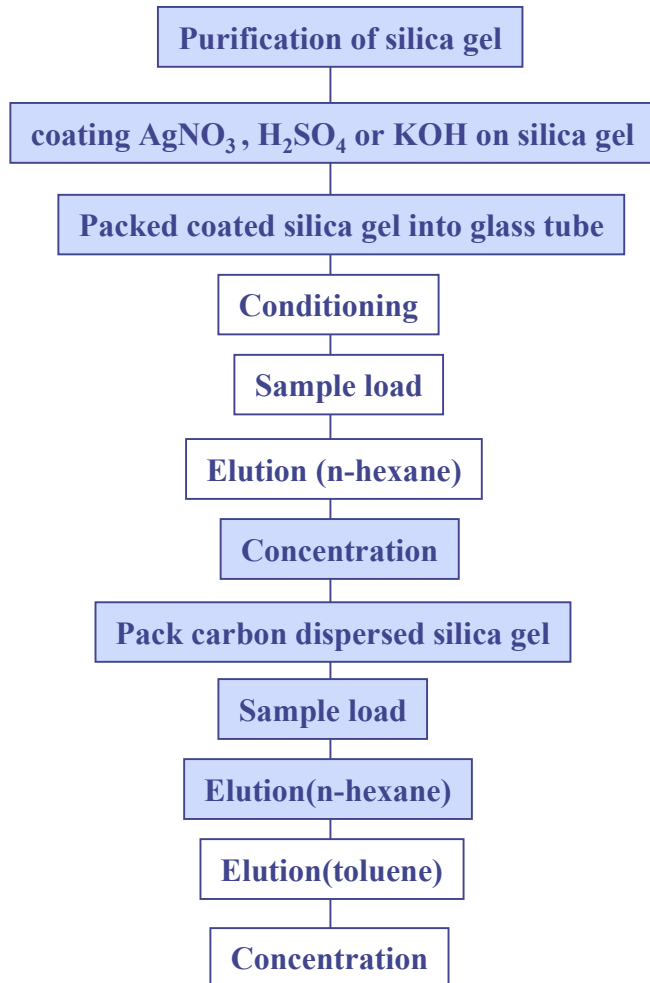 Purification of silica gel
coating AgNO₃ , H₂SO₄ or KOH on silica gel
Packed coated silica gel into glass tube
Conditioning
Sample load
Elution (n-hexane)
Concentration
Pack carbon dispersed silica gel
Sample load
Elution(n-hexane)
Elution(toluene)
Concentration